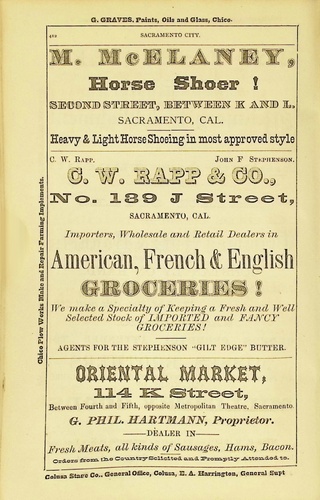 G. GRAVES. Paints, Oils and Glass, Chico.
SACRAMENTO CITY.
M. McELANEY,
Horse Shoer !
SECOND STREET, BETWEEN K AND L.
SACRAMENTO, CAL.
Heavy & Light Horse Shoeing in most approved style
C. W. RAPP. JOHN F STEPHENSON.
C. W. RAPP & CO.,
No. 139 J Street,
SACRAMENTO, CAL.
Importers, Wholesale and Retail Dealers in
American, French & English
GROCERIES !
We make a Specialty of Keeping a Fresh and Well
Selected Stock of IMPORTED and FANCY
GROCERIES!
AGENTS FOR THE STEPHENSON "GILT EDGE" BUTTER.
ORIENTAL MARKET,
114 K Street,
Between Fourth and Fifth, opposite Metropolitan Theatre, Sacramento.
G. PHIL. HARTMANN, Proprietor.
DEALER IN
Fresh Meats, all kinds of Sausages, Hams, Bacon.
Orders from the Country Solicited and Promptly Attended to.
Colusa Stage Co., General Office, Colusa, E. A. Harrington, General Supt
Chico Plow Works Make and Repair Farming Implements.